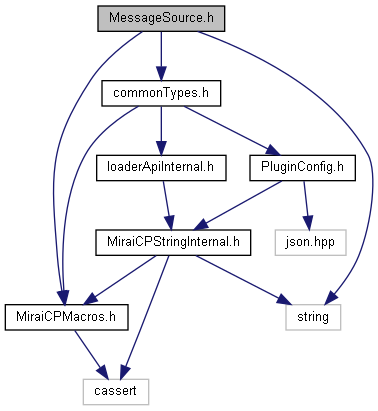 MessageSource.h
commonTypes.h
loaderApiInternal.h
PluginConfig.h
MiraiCPStringInternal.h
json.hpp
MiraiCPMacros.h
string
cassert